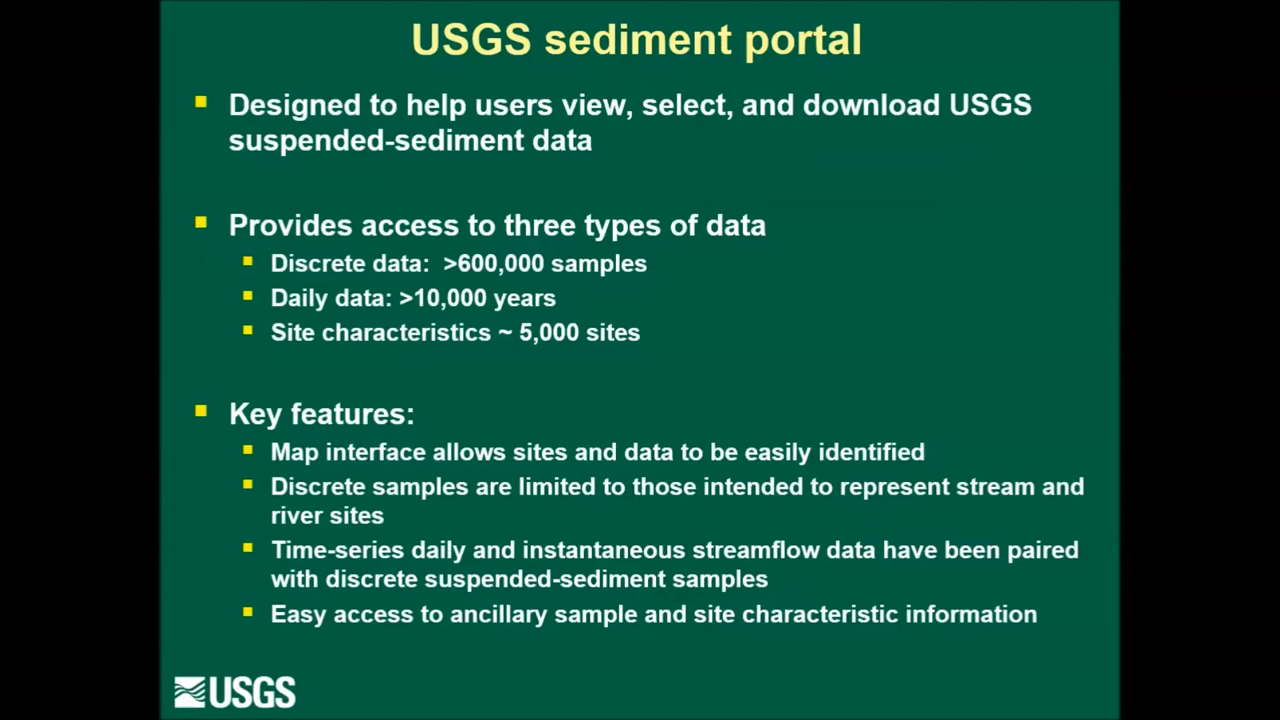 USGS sediment portal
Designed to help users view, select, and download USGS
suspended-sediment data
Provides access to three types of data
Discrete data:  >600,000 samples
Daily data: >10,000 years
Site characteristics ~ 5,000 sites
Key features:
Map interface allows sites and data to be easily identified
Discrete samples are limited to those intended to represent stream and
river sites
Time-series daily and instantaneous streamflow data have been paired
with discrete suspended-sediment samples
Easy access to ancillary sample and site characteristic information
USGS